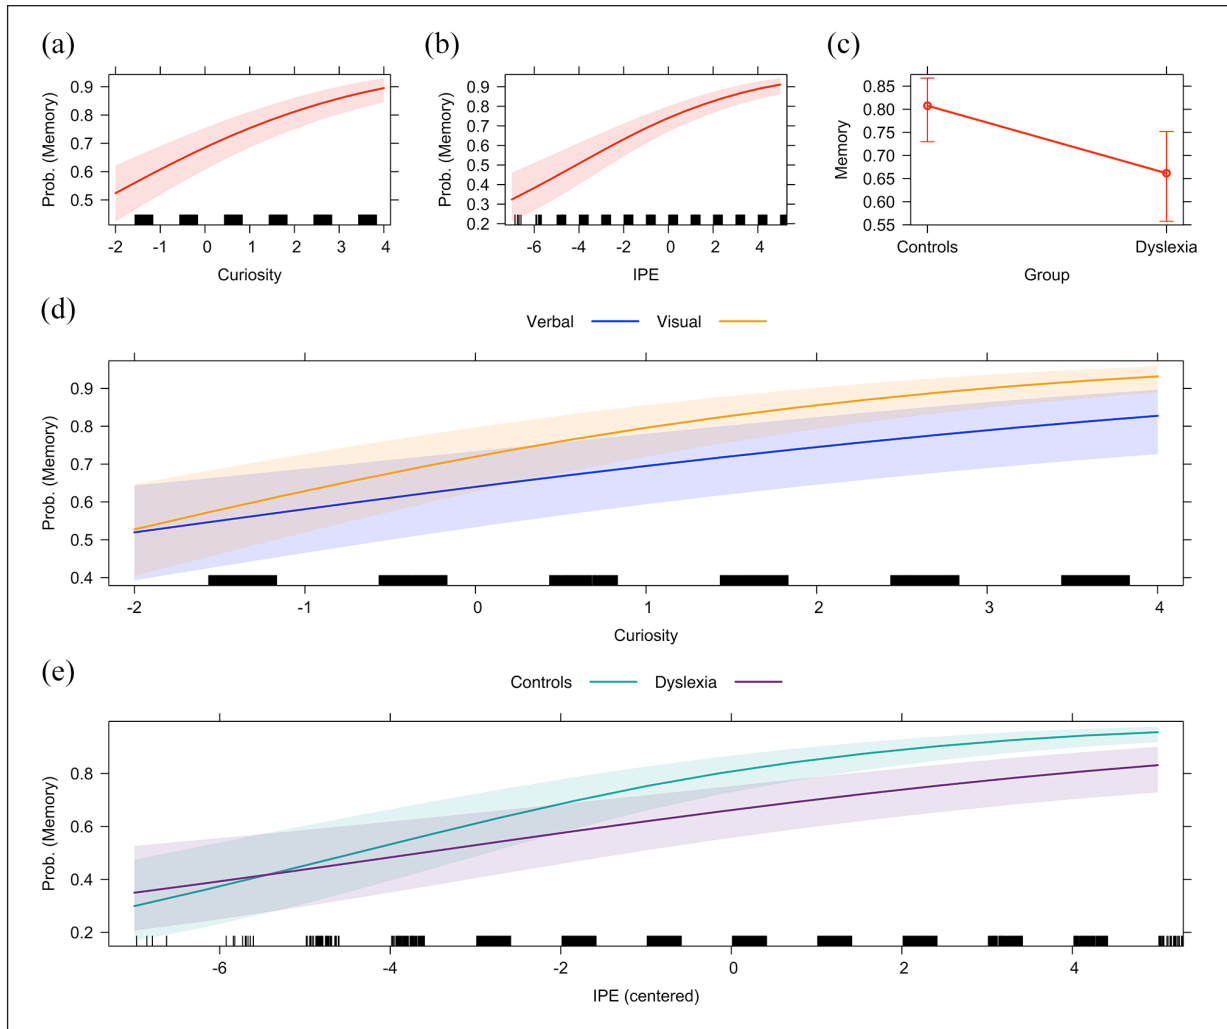 (a)
Prob. (Memory)
0.9
0.8
0.7
0.6
0.5
-2 -1 0 1 2 3 4
Curiosity
(b)
Prob. (Memory)
0.9
0.8
0.7
0.6
0.5
0.4
0.3
0.2
-6 -4 -2 0 2 4
IPE
(c)
Memory
0.85
0.80
0.75
0.70
0.65
0.60
0.55
Controls Dyslexia
Group
(d)
Verbal Visual
Prob. (Memory)
0.9
0.8
0.7
0.6
0.5
0.4
-2 -1 0 1 2 3 4
Curiosity
(e)
Controls Dyslexia
Prob. (Memory)
0.8
0.6
0.4
0.2
-6 -4 -2 0 2 4
IPE (centered)